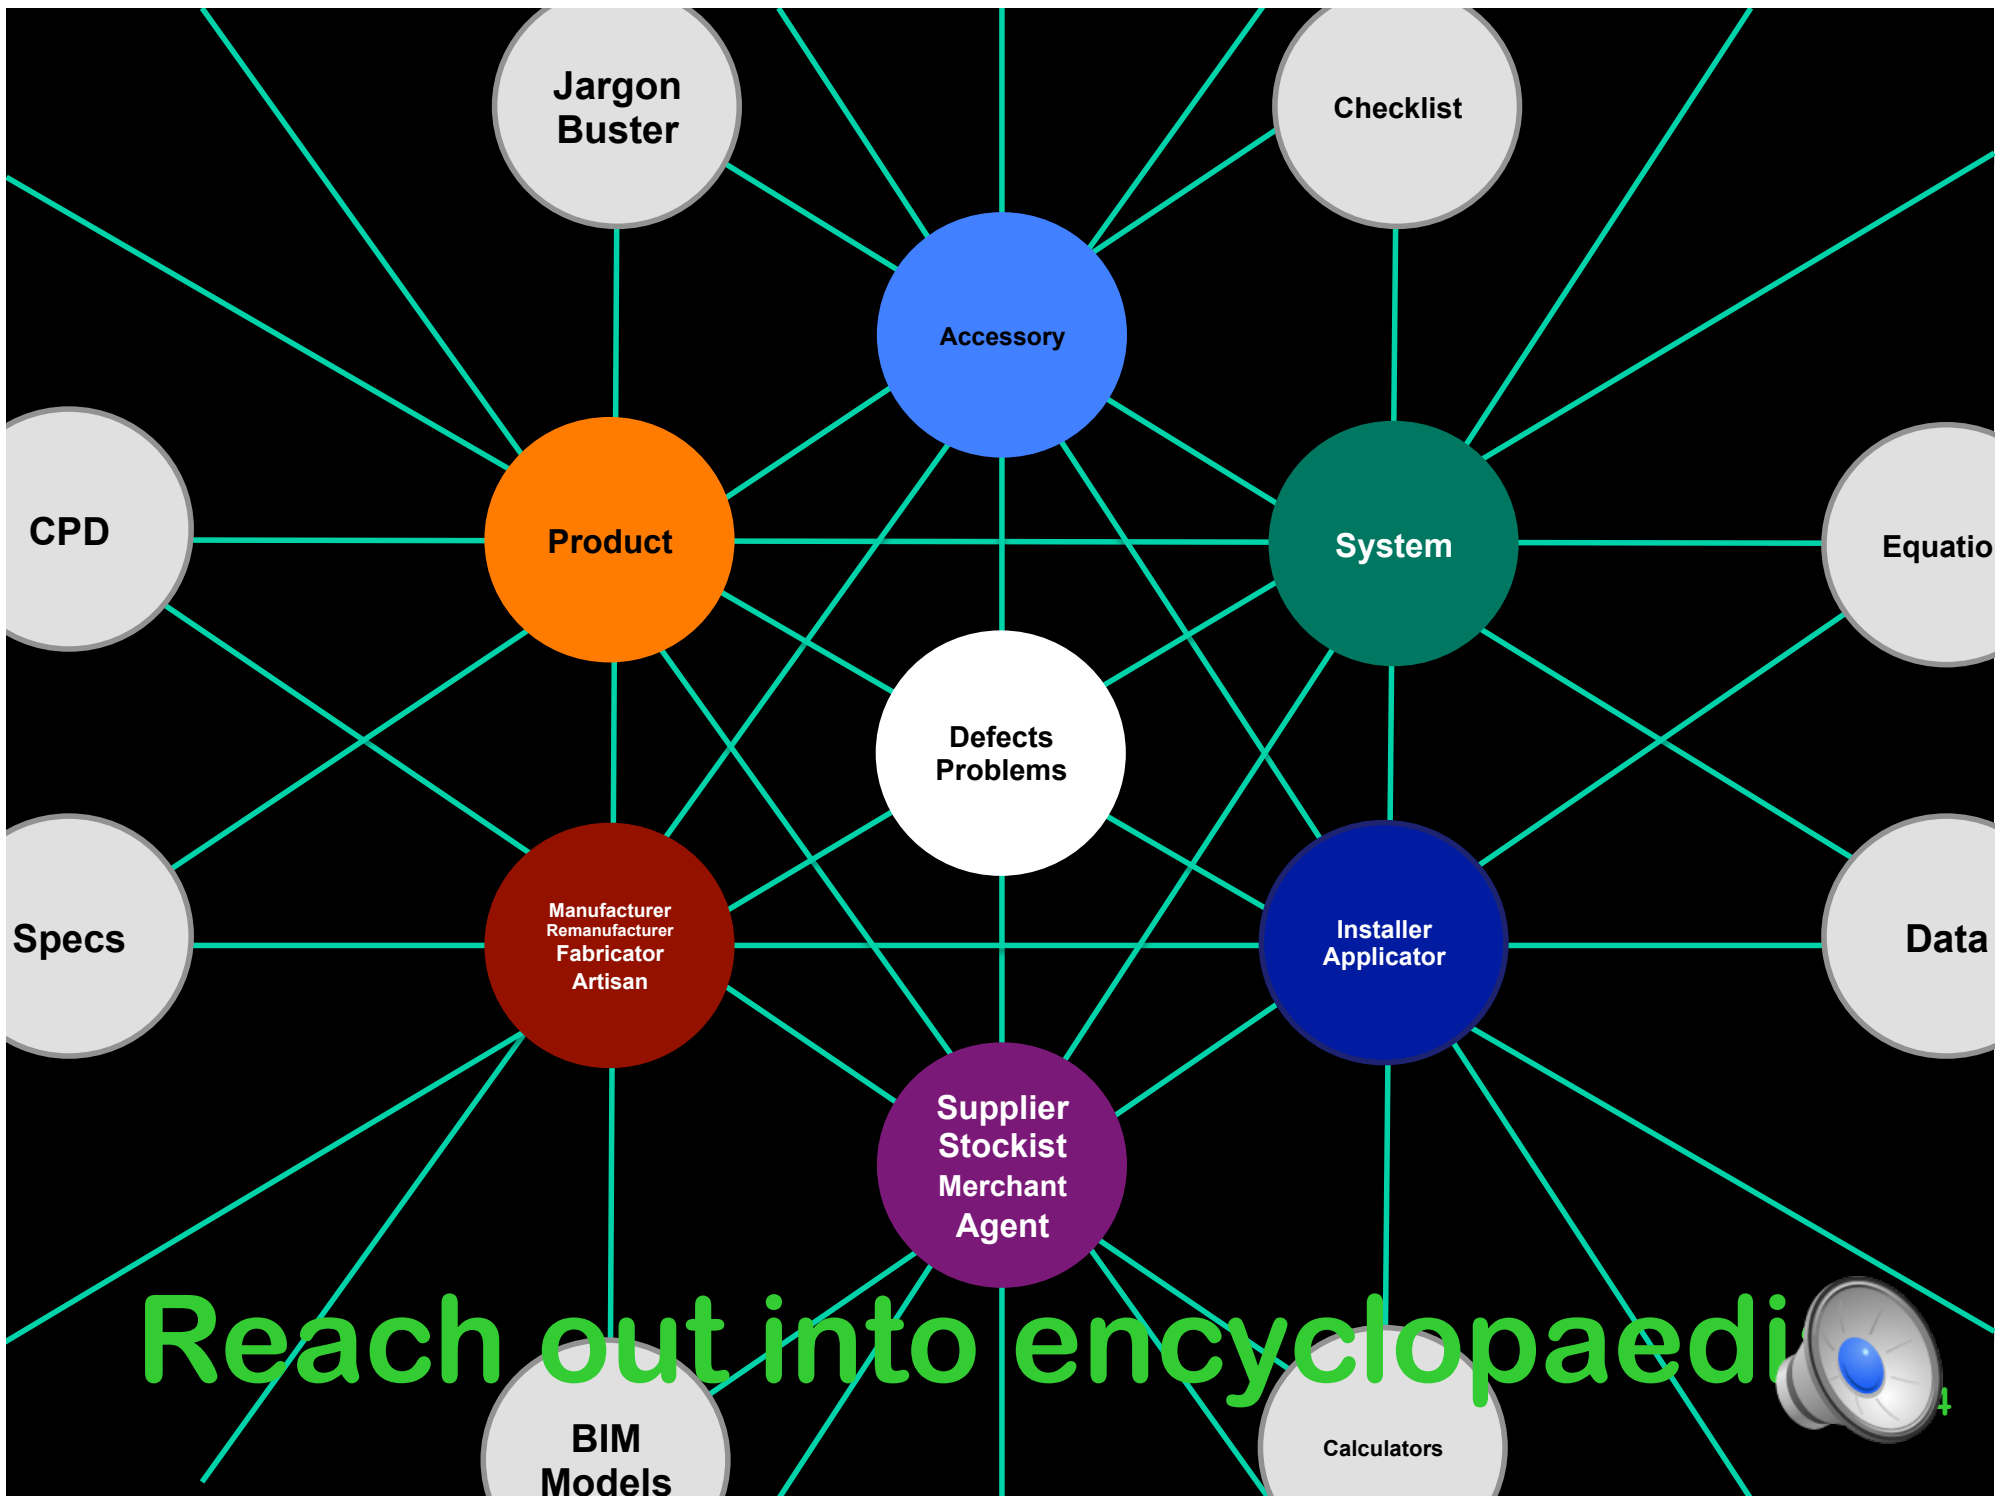 Jargon
Buster
Checklist
Accessory
CPD
Product
System
Equatio
Defects
Problems
Specs
Manufacturer
Remanufacturer
Fabricator
Artisan
Installer
Applicator
Data
Supplier
Stockist
Merchant
Agent
Reach out into encyclopaedi
4
BIM
Models
Calculators